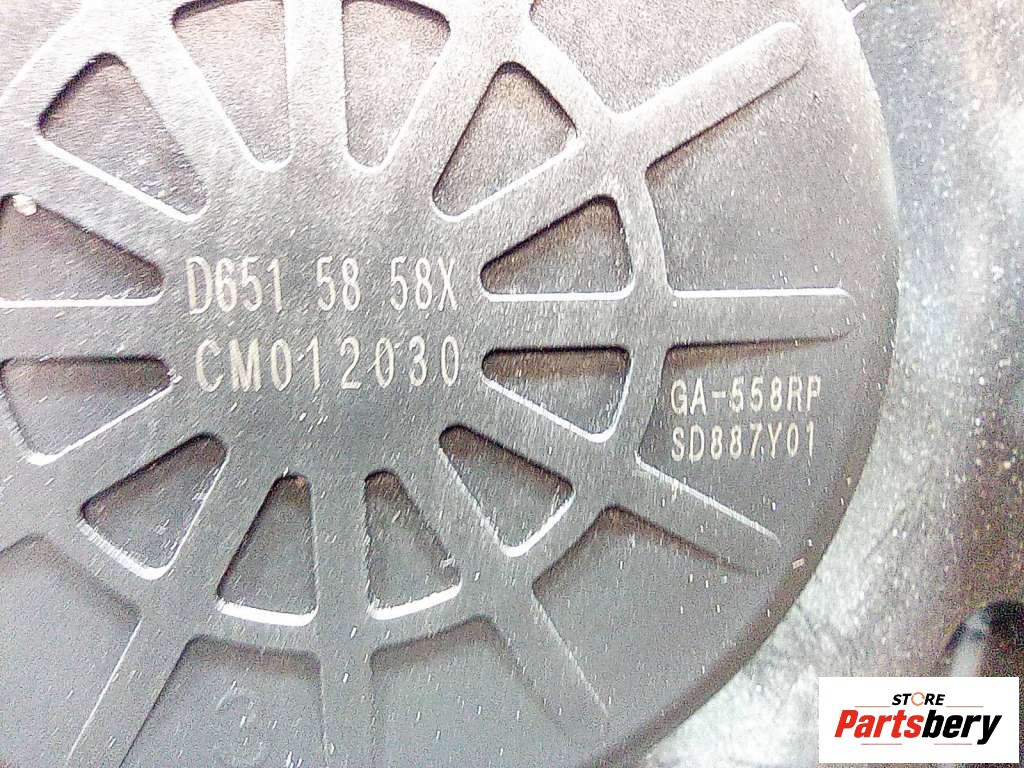 D651 58 58X
CM012030
GA-558RP
SD887Y01
STORE
Partsbery